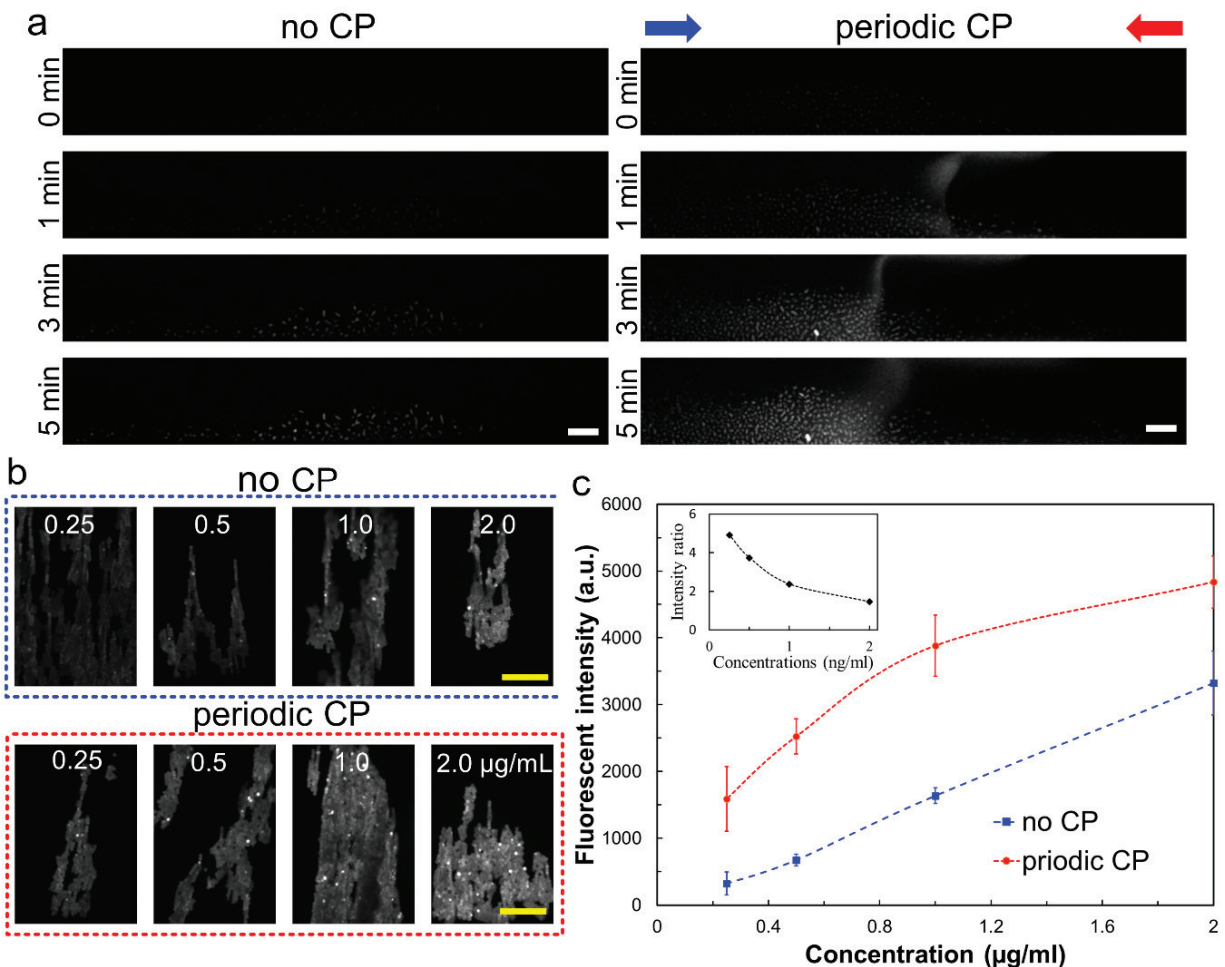 a
no CP
periodic CP
0 min
0 min
1 min
1 min
3 min
3 min
5 min
5 min
b
no CP
0.25
0.5
1.0
2.0
periodic CP
0.25
0.5
1.0
2.0 µg/mL
c
6000
5000
4000
3000
2000
1000
0
Fluorescent intensity (a.u.)
6
4
2
0
Intensity ratio
0
1
2
Concentrations (ng/ml)
no CP
priodic CP
0
0.4
0.8
1.2
1.6
2
Concentration (µg/ml)